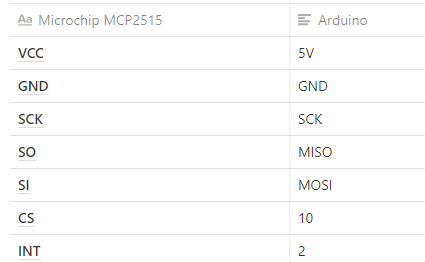 Aa Microchip MCP2515 Arduino
VCC 5V
GND GND
SCK SCK
SO MISO
SI MOSI
CS 10
INT 2